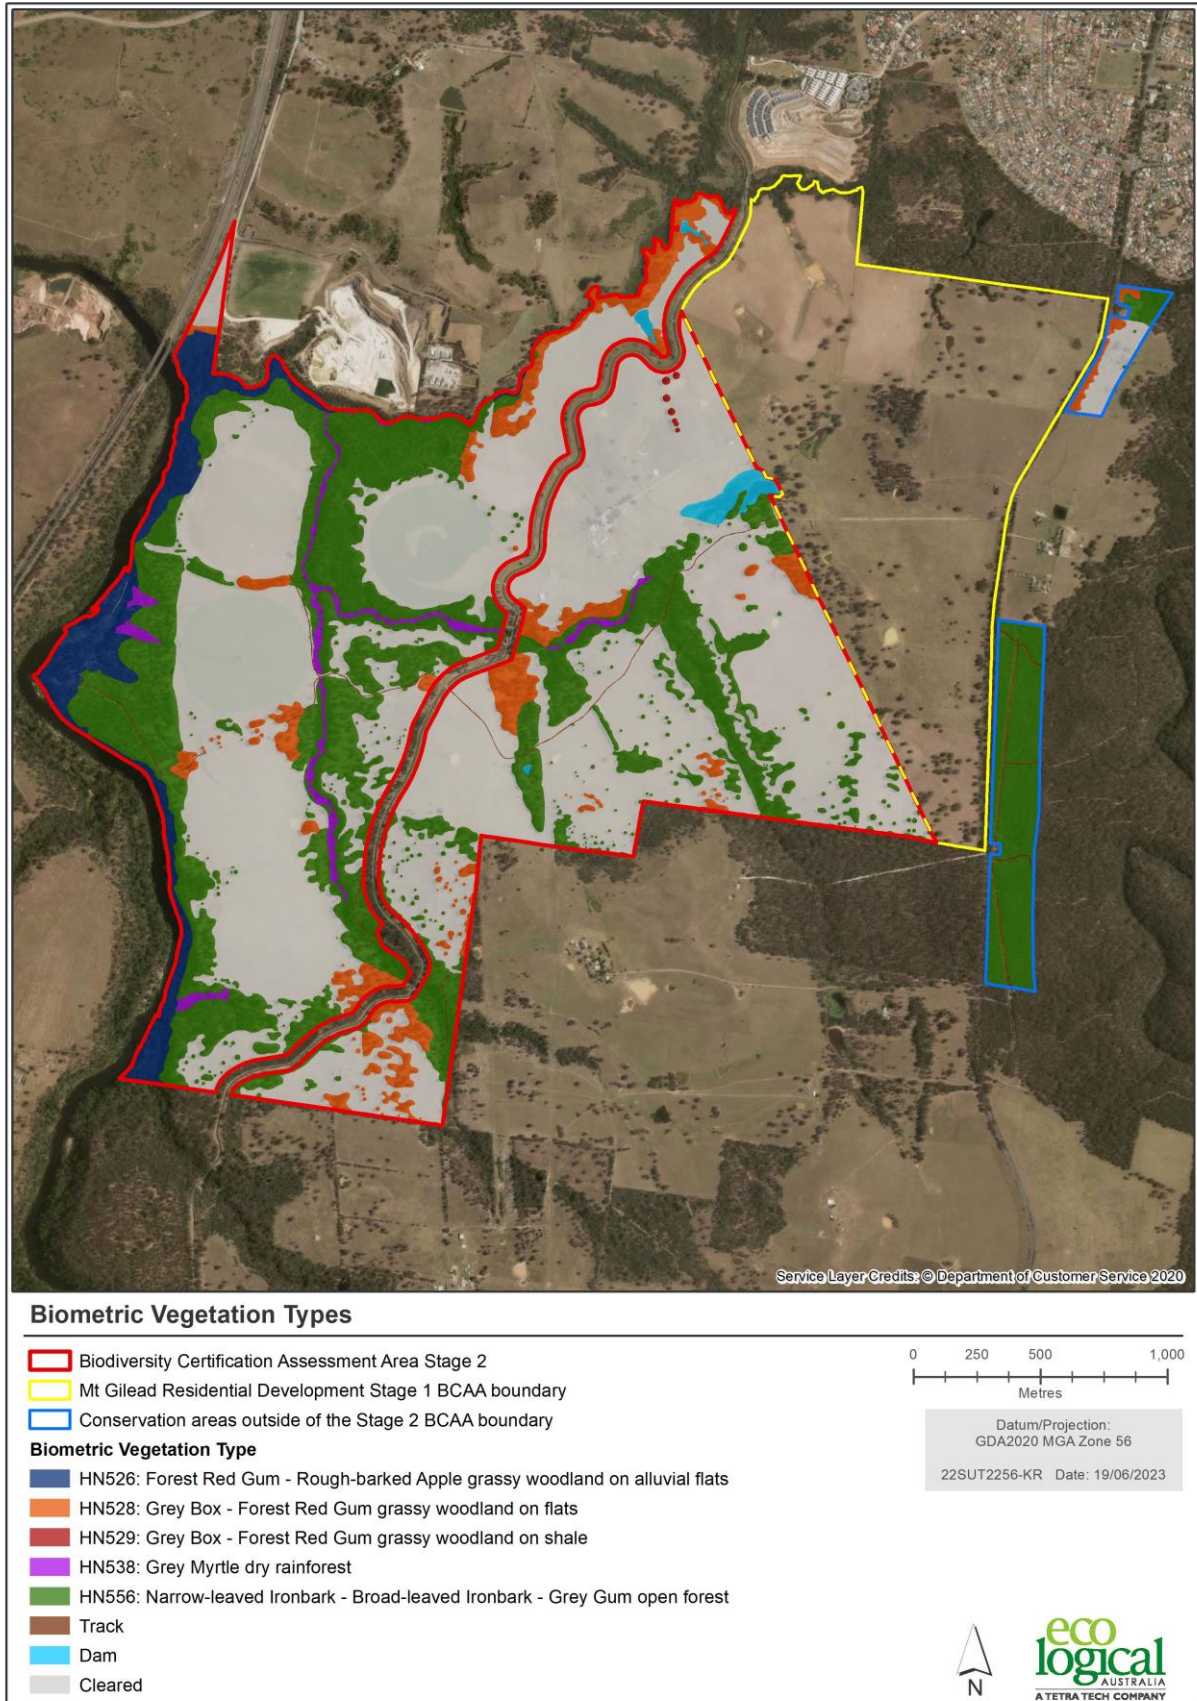 Service Layer Credits: © Department of Customer Service 2020
Biometric Vegetation Types
Biodiversity Certification Assessment Area Stage 2
Mt Gilead Residential Development Stage 1 BCAA boundary
Conservation areas outside of the Stage 2 BCAA boundary
Biometric Vegetation Type
HN526: Forest Red Gum - Rough-barked Apple grassy woodland on alluvial flats
HN528: Grey Box - Forest Red Gum grassy woodland on flats
HN529: Grey Box - Forest Red Gum grassy woodland on shale
HN538: Grey Myrtle dry rainforest
HN556: Narrow-leaved Ironbark - Broad-leaved Ironbark - Grey Gum open forest
Track
Dam
Cleared
0 250 500 1,000
Metres
Datum/Projection:
GDA2020 MGA Zone 56
22SUT2256-KR Date: 19/06/2023
N
eco
logical
AUSTRALIA
A TETRA TECH COMPANY